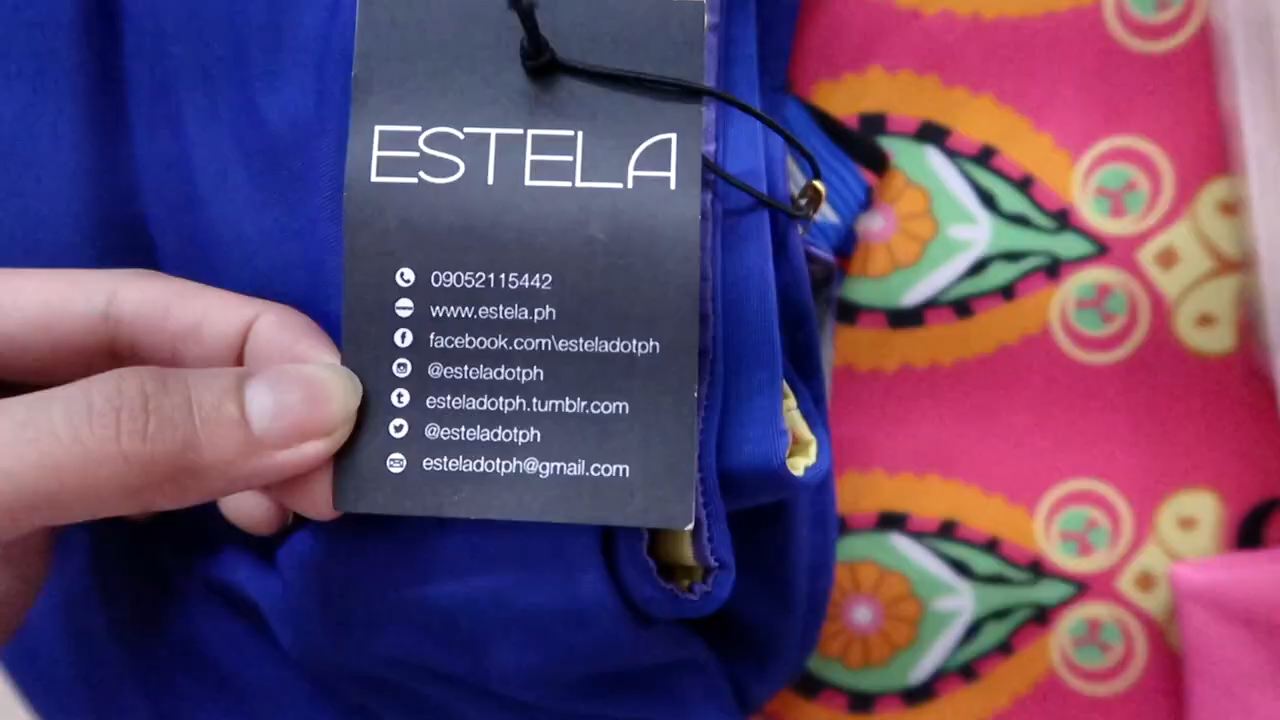 ESTELA
09052115442
www.estela.ph
facebook.com\esteladotph
@esteladotph
esteladotph.tumblr.com
@esteladotph
esteladotph@gmail.com